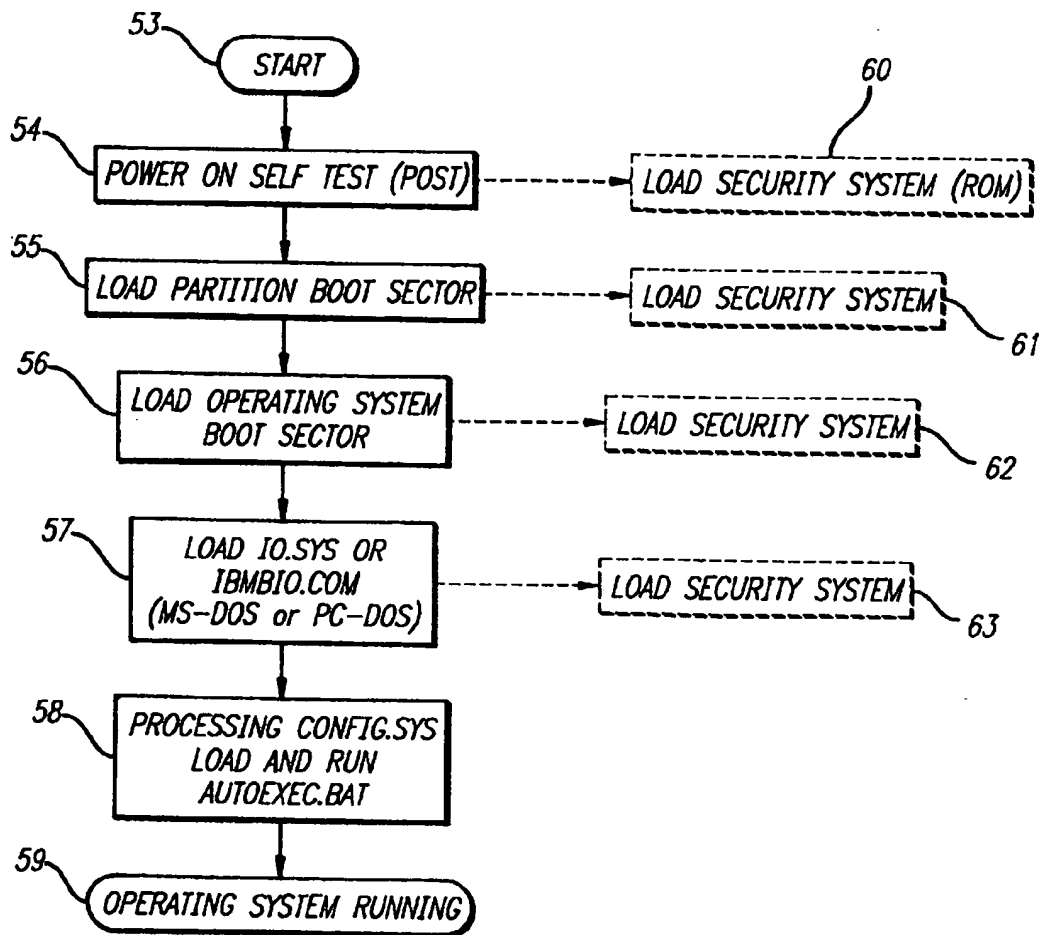 53
START
60
54
POWER ON SELF TEST (POST)
LOAD SECURITY SYSTEM (ROM)
55
LOAD PARTITION BOOT SECTOR
LOAD SECURITY SYSTEM
61
56
LOAD OPERATING SYSTEM
BOOT SECTOR
LOAD SECURITY SYSTEM
62
57
LOAD IO.SYS OR
IBMBIO.COM
(MS-DOS or PC-DOS)
LOAD SECURITY SYSTEM
63
58
PROCESSING CONFIG.SYS
LOAD AND RUN
AUTOEXEC.BAT
59
OPERATING SYSTEM RUNNING